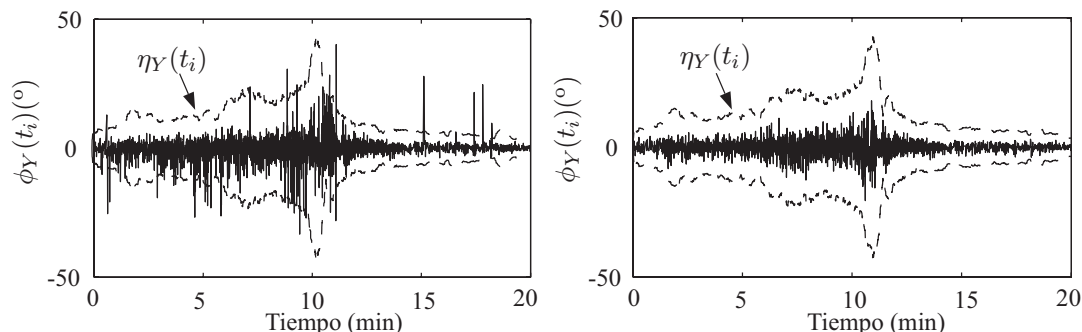 50
η_Y(t_i)
ϕ_Y(t_i)(º)
0
-50
0 5 10 15 20
Tiempo (min)
50
η_Y(t_i)
ϕ_Y(t_i)(º)
0
-50
0 5 10 15 20
Tiempo (min)